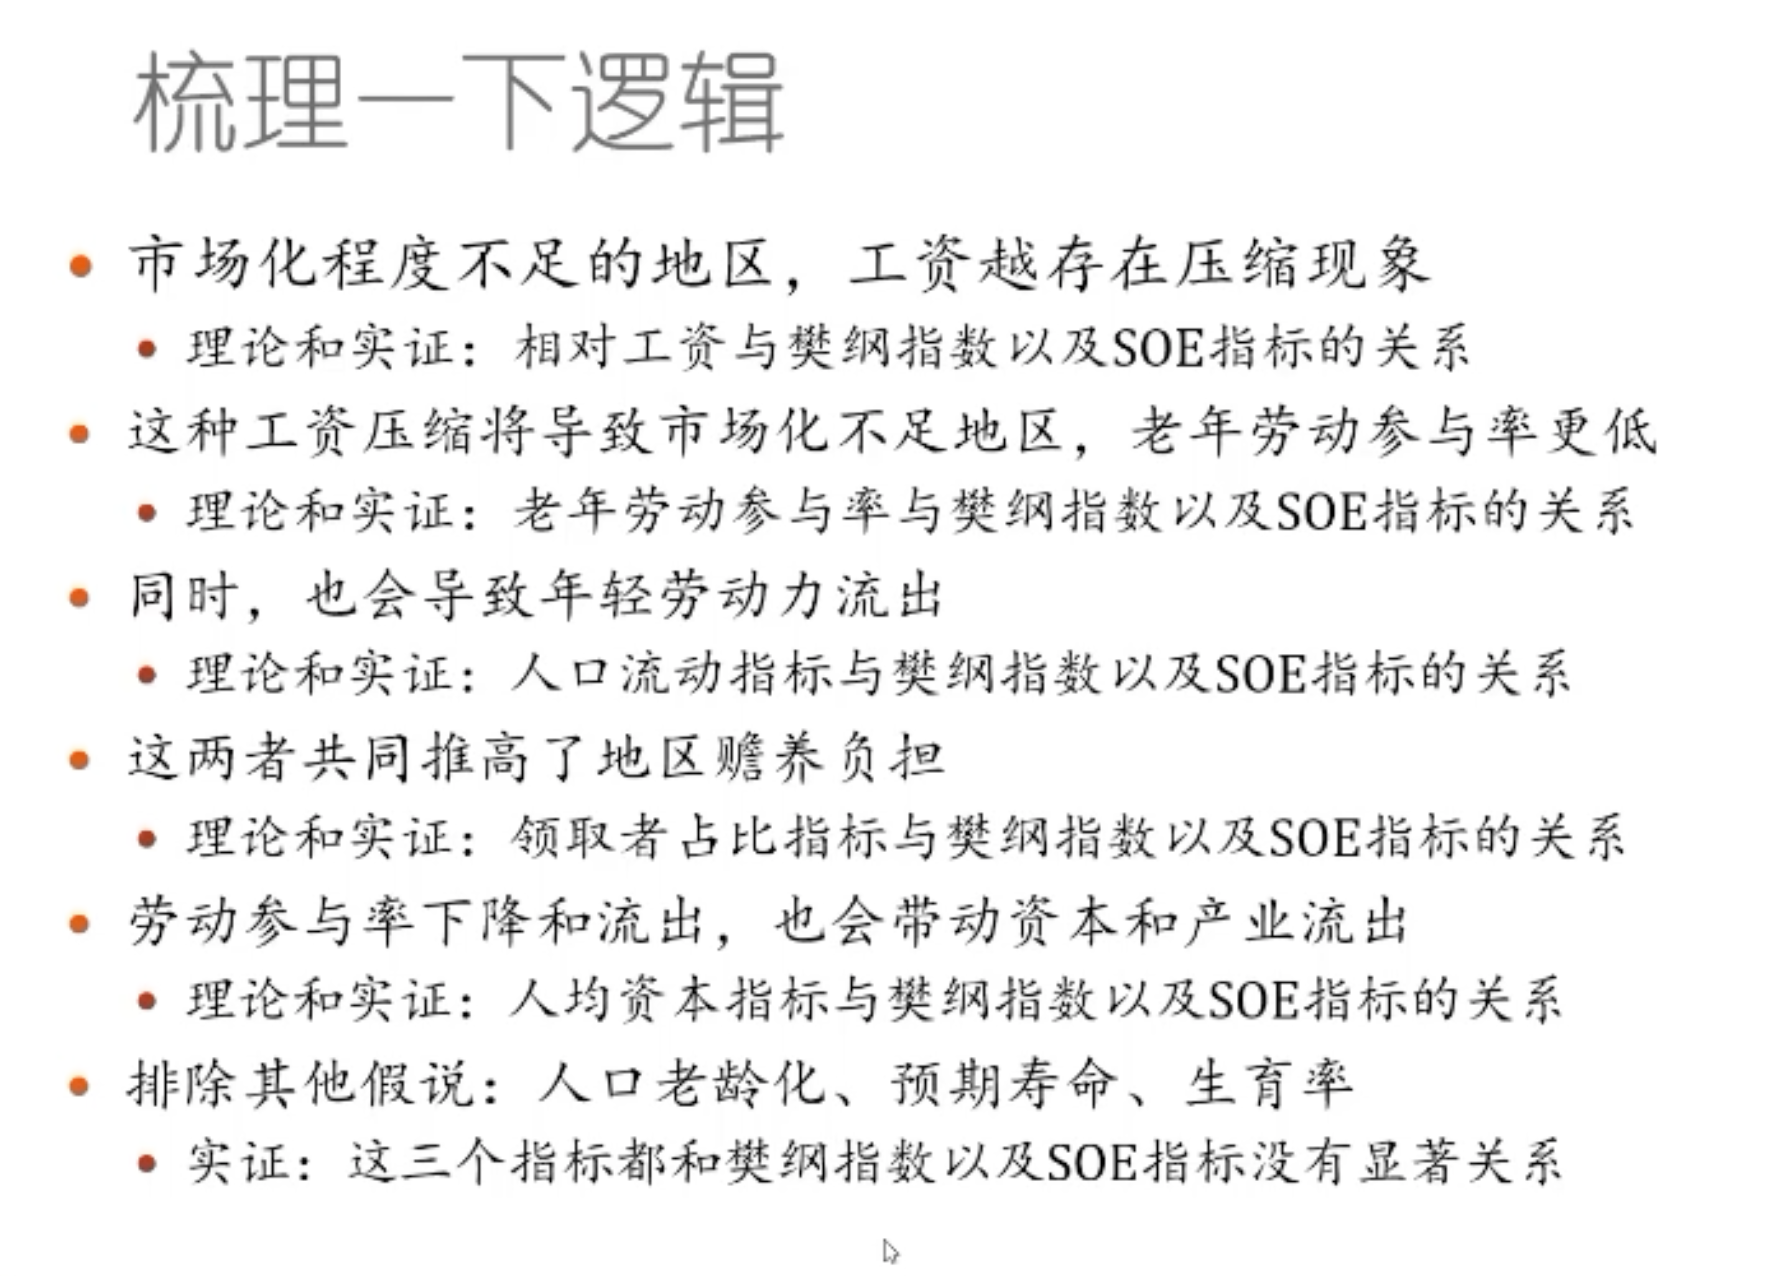 梳理一下逻辑
市场化程度不足的地区，工资越存在压缩现象
理论和实证：相对工资与樊纲指数以及SOE指标的关系
这种工资压缩将导致市场化不足地区，老年劳动参与率更低
理论和实证：老年劳动参与率与樊纲指数以及SOE指标的关系
同时，也会导致年轻劳动力流出
理论和实证：人口流动指标与樊纲指数以及SOE指标的关系
这两者共同推高了地区赡养负担
理论和实证：领取者占比指标与樊纲指数以及SOE指标的关系
劳动参与率下降和流出，也会带动资本和产业流出
理论和实证：人均资本指标与樊纲指数以及SOE指标的关系
排除其他假说：人口老龄化、预期寿命、生育率
实证：这三个指标都和樊纲指数以及SOE指标没有显著关系